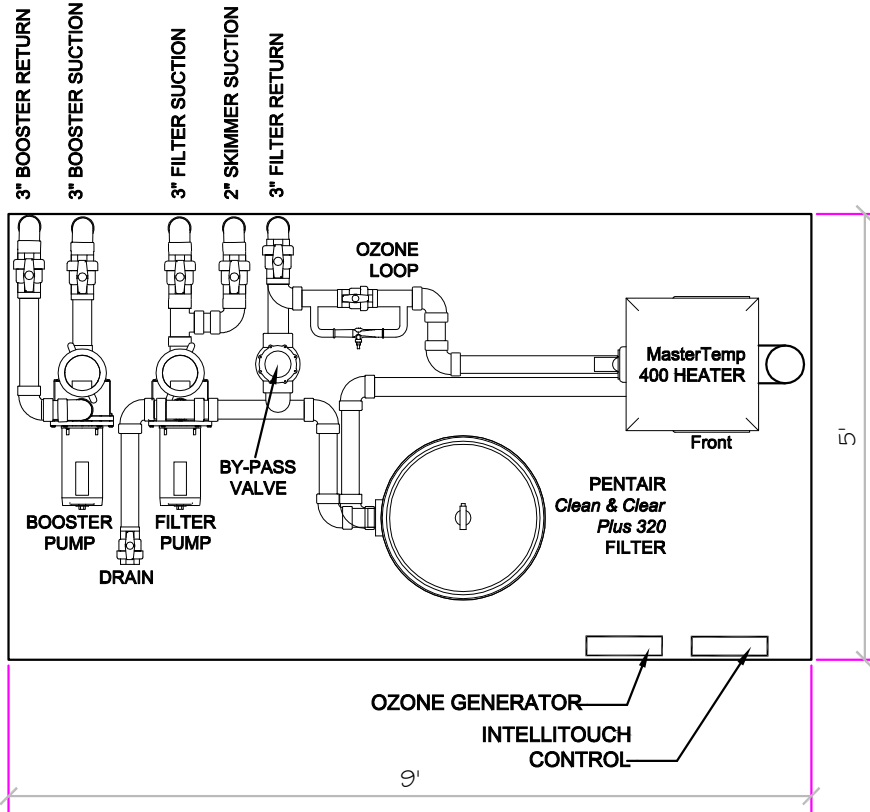 3" BOOSTER RETURN
3" BOOSTER SUCTION
3" FILTER SUCTION
2" SKIMMER SUCTION
3" FILTER RETURN
OZONE
LOOP
MasterTemp
400 HEATER
Front
5'
BY-PASS
VALVE
PENTAIR
Clean & Clear
Plus 320
FILTER
BOOSTER
PUMP
FILTER
PUMP
DRAIN
OZONE GENERATOR
INTELLITOUCH
CONTROL
9'